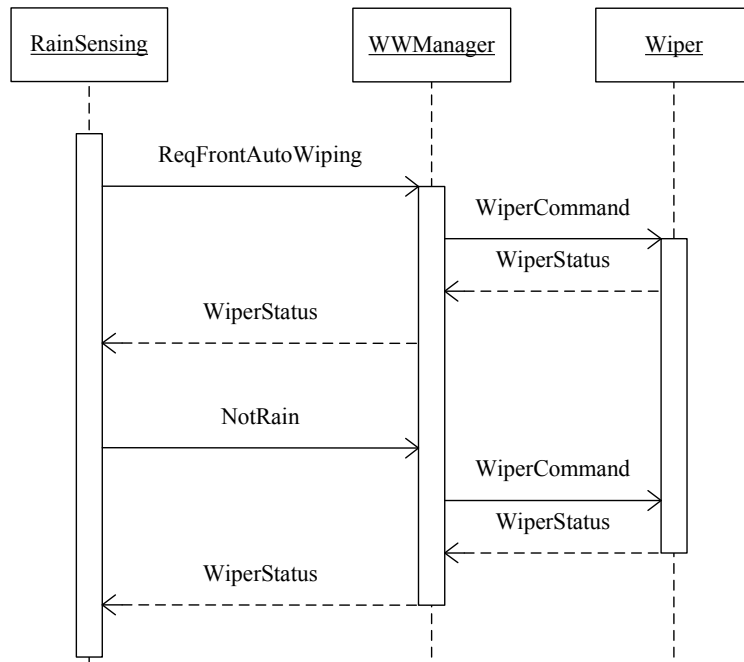 RainSensing
WWManager
Wiper
ReqFrontAutoWiping
WiperCommand
WiperStatus
WiperStatus
NotRain
WiperCommand
WiperStatus
WiperStatus